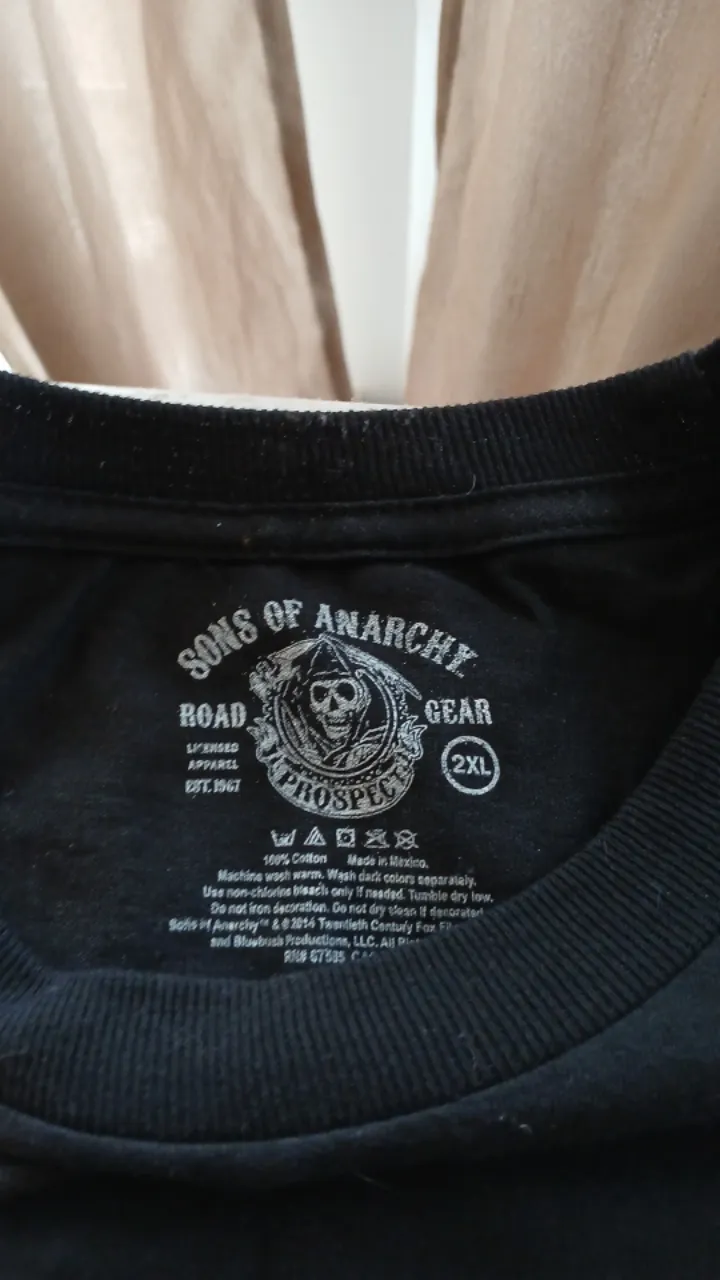 SONS OF ANARCHY
ROAD GEAR
LICENSED
APPAREL
EST. 1967
2XL
PROSPECT
100% Cotton Made in Mexico.
Machine wash warm. Wash dark colors separately.
Use non-chlorine bleach only if needed. Tumble dry low.
Do not iron decoration. Do not dry clean if decorated
Sons of Anarchy™ & ©2014 Twentieth Century Fox
and Bluebush Productions, LLC. All
RN#